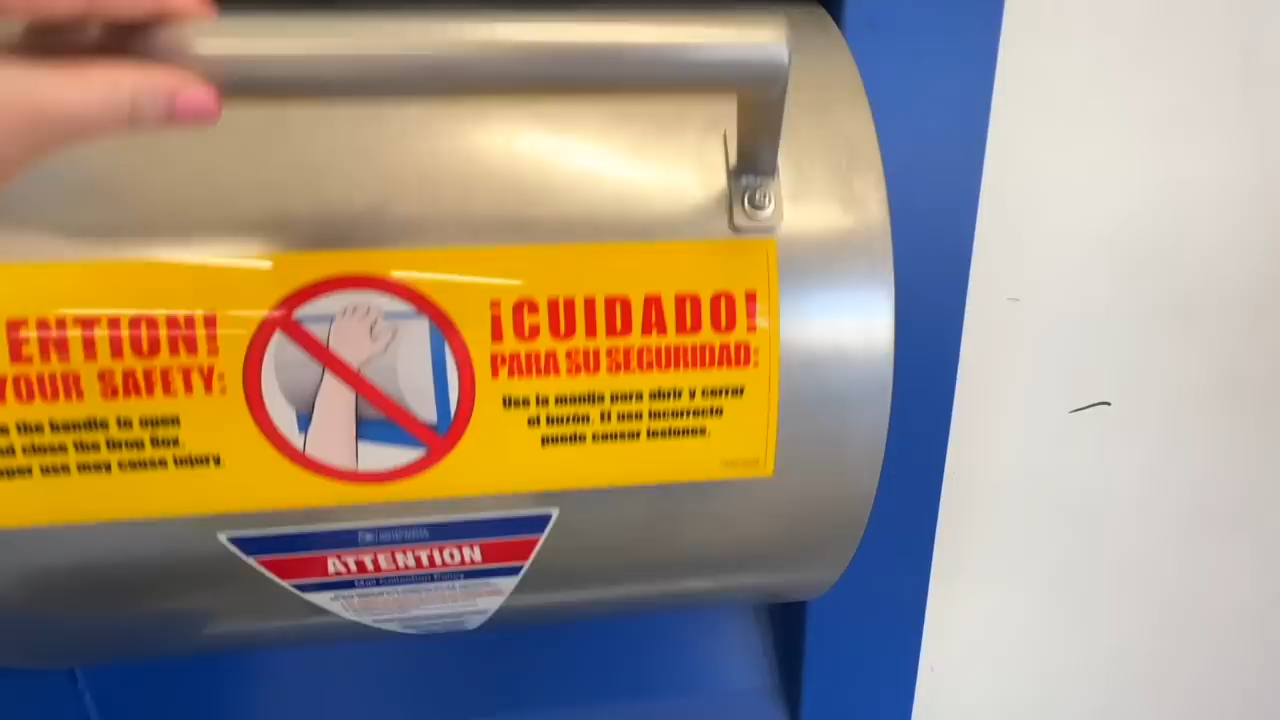 ENTION!
YOUR SAFETY:
the handle to open
and close the Drop Box.
per use may cause injury.
¡CUIDADO!
PARA SU SEGURIDAD:
Use la manija para abrir y cerrar
el buzón. El uso incorrecto
puede causar lesiones.
ATTENTION